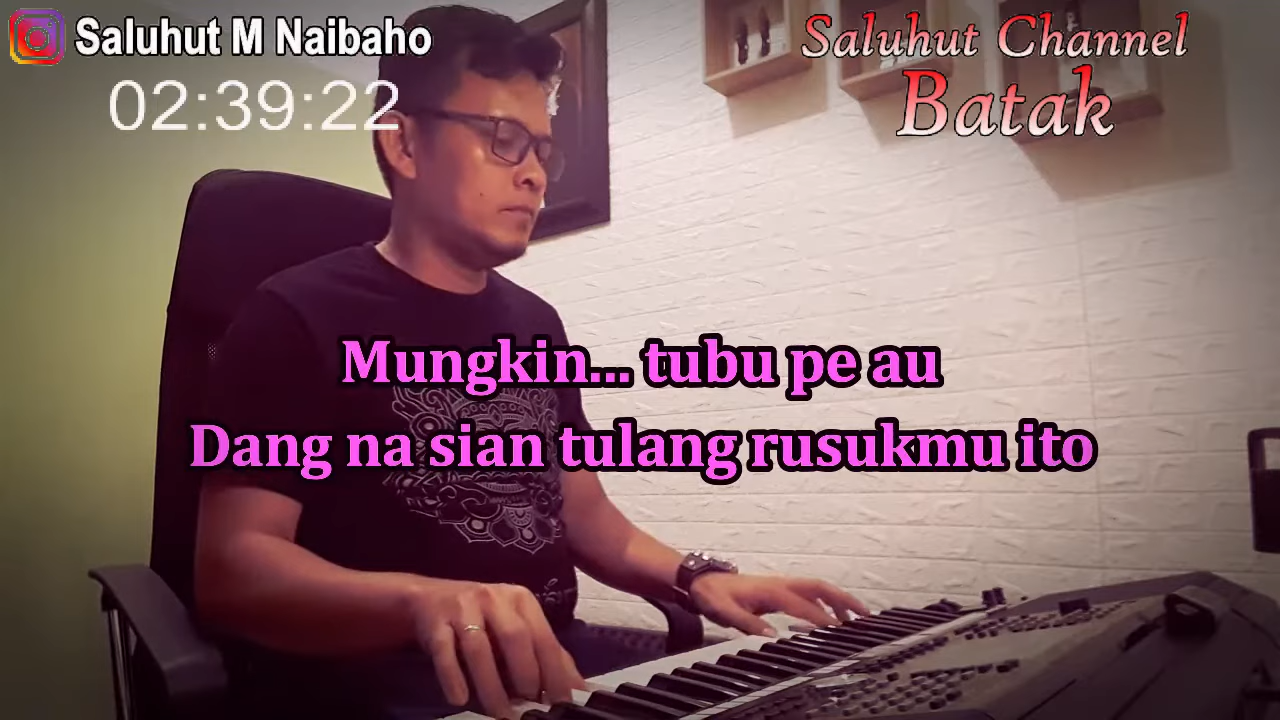 Saluhut M Naibaho
02:39:22
Saluhut Channel
Batak
Mungkin... tubu pe au
Dang na sian tulang rusukmu ito